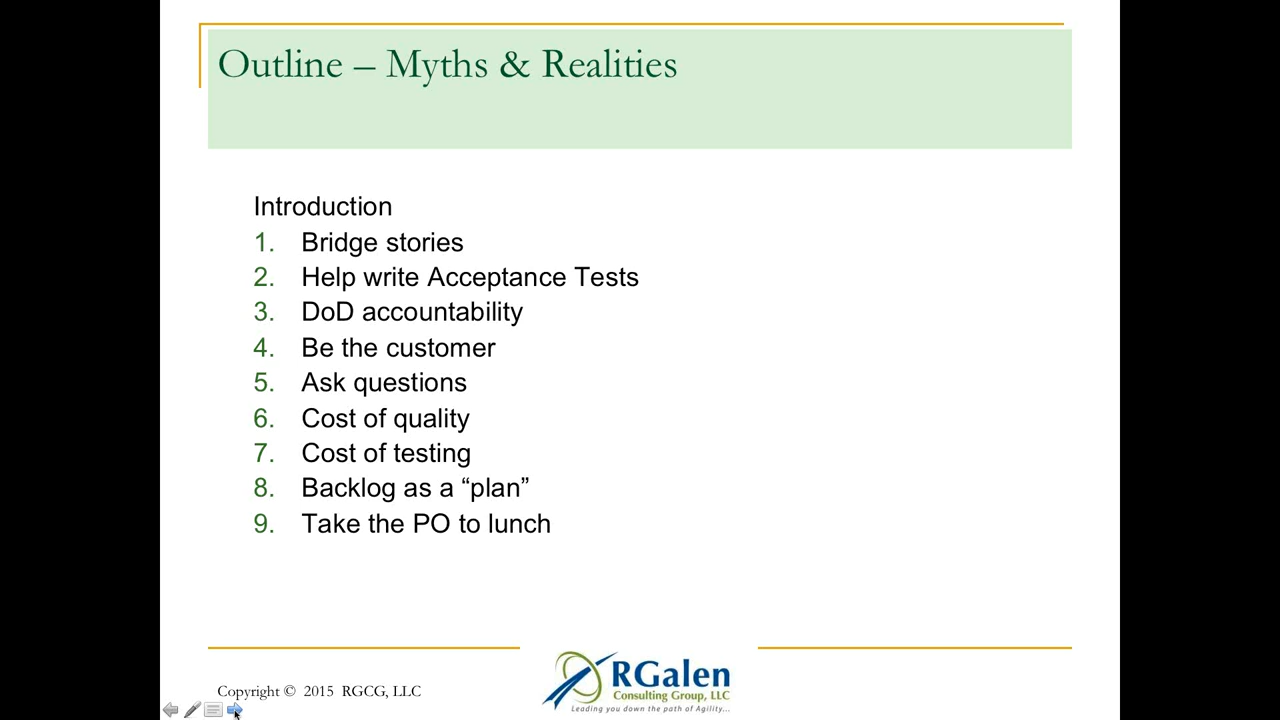 Outline – Myths & Realities
Introduction
1. Bridge stories
2. Help write Acceptance Tests
3. DoD accountability
4. Be the customer
5. Ask questions
6. Cost of quality
7. Cost of testing
8. Backlog as a “plan”
9. Take the PO to lunch
Copyright © 2015 RGCG, LLC
RGalen
Consulting Group, LLC
Leading you down the path of Agility...